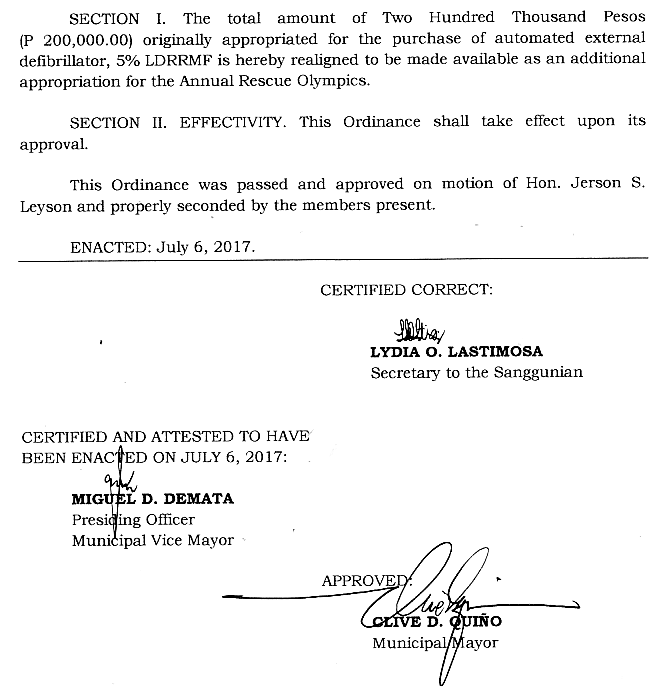 SECTION I. The total amount of Two Hundred Thousand Pesos
(P 200,000.00) originally appropriated for the purchase of automated external
defibrillator, 5% LDRRMF is hereby realigned to be made available as an additional
appropriation for the Annual Rescue Olympics.
SECTION II. EFFECTIVITY. This Ordinance shall take effect upon its
approval.
This Ordinance was passed and approved on motion of Hon. Jerson S.
Leyson and properly seconded by the members present.
ENACTED: July 6, 2017.
CERTIFIED CORRECT:
LYDIA O. LASTIMOSA
Secretary to the Sanggunian
CERTIFIED AND ATTESTED TO HAVE
BEEN ENACTED ON JULY 6, 2017:
MIGUEL D. DEMATA
Presiding Officer
Municipal Vice Mayor
APPROVED:
CLIVE D. QUIÑO
Municipal Mayor